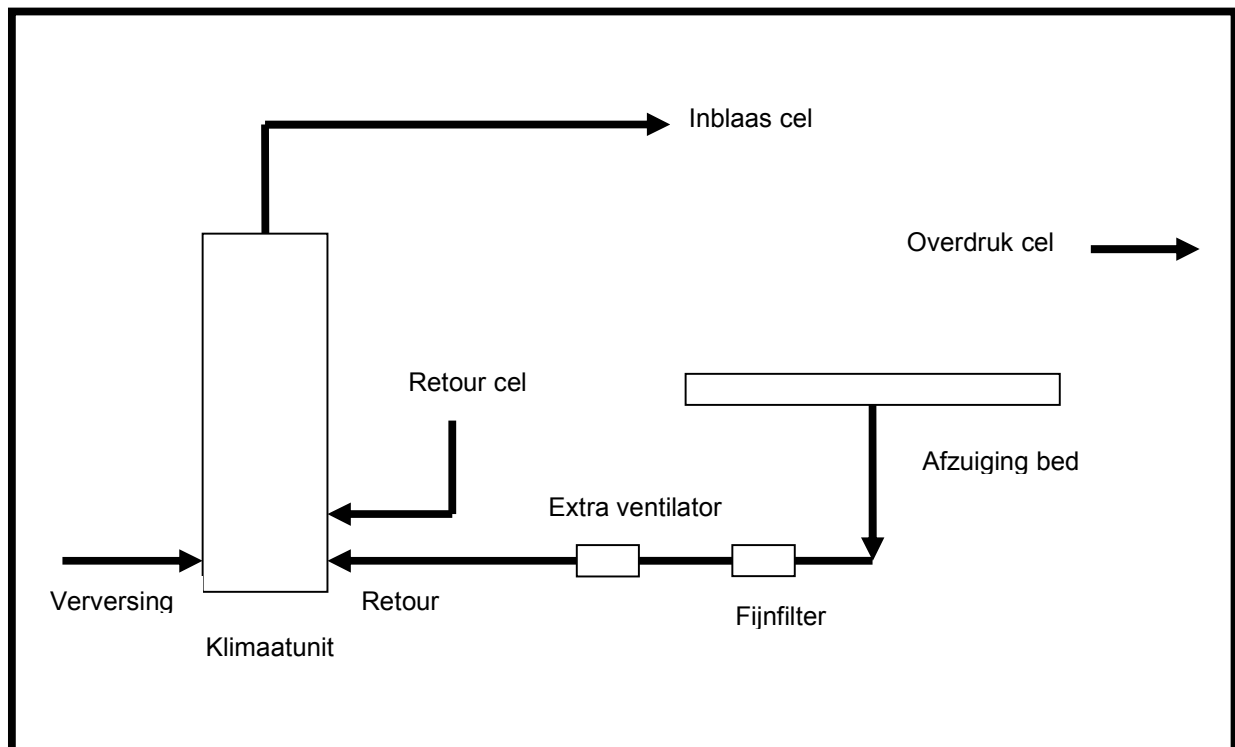 Inblaas cel
Overdruk cel
Retour cel
Afzuiging bed
Extra ventilator
Verversing
Retour
Fijnfilter
Klimaatunit